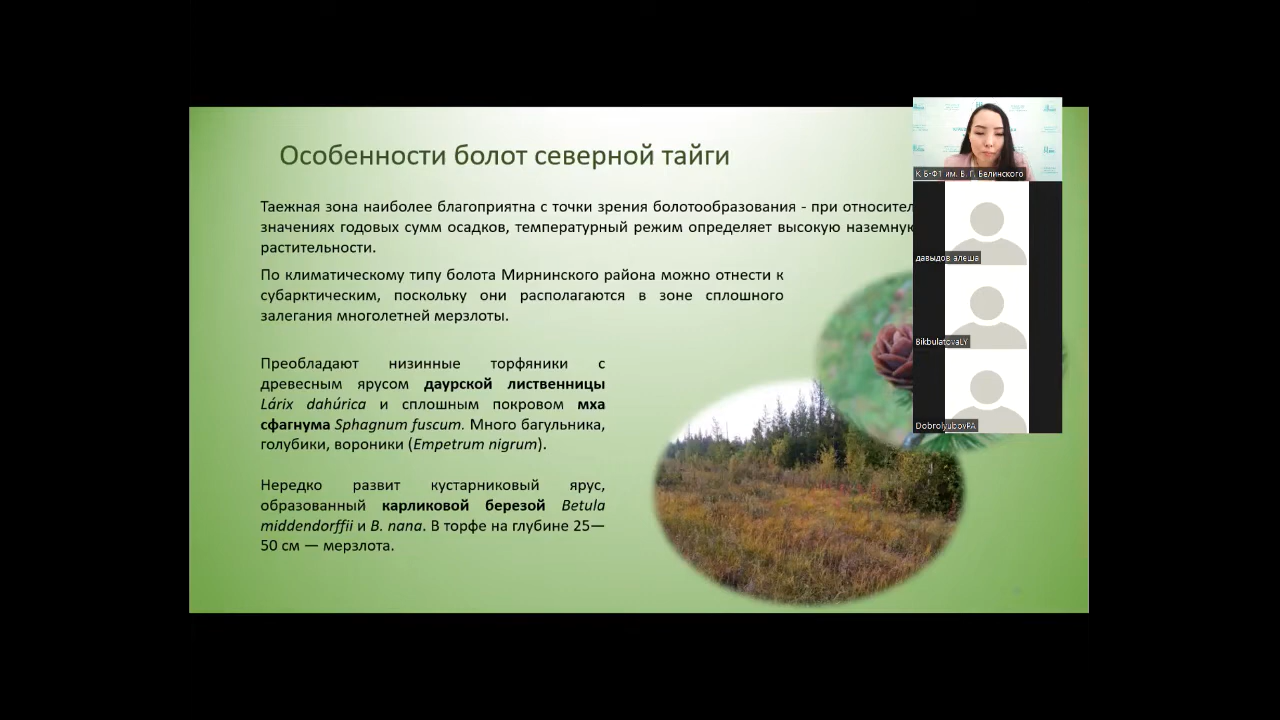 Особенности болот северной тайги
Таежная зона наиболее благоприятна с точки зрения болотообразования - при относител
значениях годовых сумм осадков, температурный режим определяет высокую наземную
растительности.
По климатическому типу болота Мирнинского района можно отнести к
субарктическим, поскольку они располагаются в зоне сплошного
залегания многолетней мерзлоты.
Преобладают низинные торфяники с
древесным ярусом даурской лиственницы
Lárix dahúrica и сплошным покровом мха
сфагнума Sphagnum fuscum. Много багульника,
голубики, вороники (Empetrum nigrum).
Нередко развит кустарниковый ярус,
образованный карликовой березой Betula
middendorffii и B. nana. В торфе на глубине 25—
50 см — мерзлота.
им. В. Г. Белинского
давыдов алеша
BikbulatovaLY
DobrolyubovPA